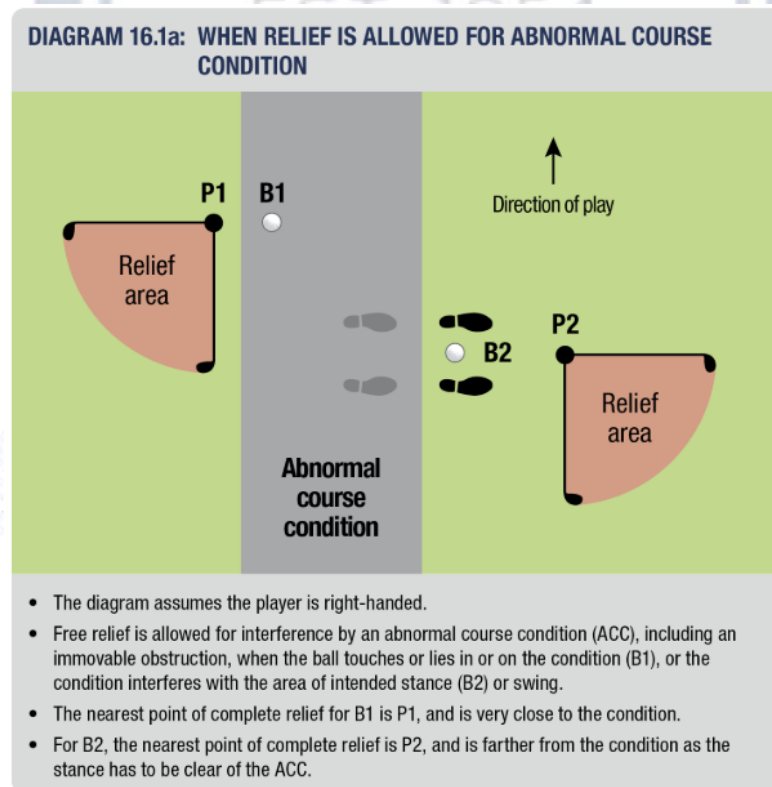 DIAGRAM 16.1a: WHEN RELIEF IS ALLOWED FOR ABNORMAL COURSE
CONDITION
P1 B1
Direction of play
Relief
area
P2
B2
Relief
area
Abnormal
course
condition
• The diagram assumes the player is right-handed.
• Free relief is allowed for interference by an abnormal course condition (ACC), including an
immovable obstruction, when the ball touches or lies in or on the condition (B1), or the
condition interferes with the area of intended stance (B2) or swing.
• The nearest point of complete relief for B1 is P1, and is very close to the condition.
• For B2, the nearest point of complete relief is P2, and is farther from the condition as the
stance has to be clear of the ACC.